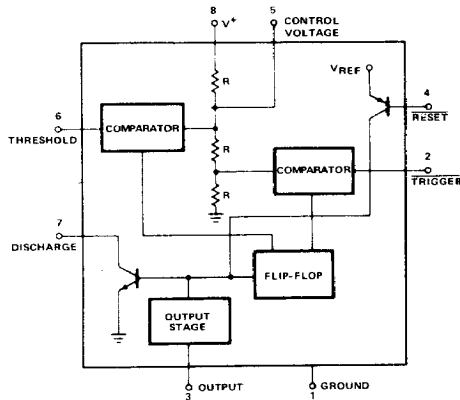 8
V+
5
CONTROL
VOLTAGE
VREF
R
4
RESET
6
THRESHOLD
COMPARATOR
R
COMPARATOR
2
TRIGGER
R
7
DISCHARGE
FLIP-FLOP
OUTPUT
STAGE
OUTPUT
3
GROUND
1